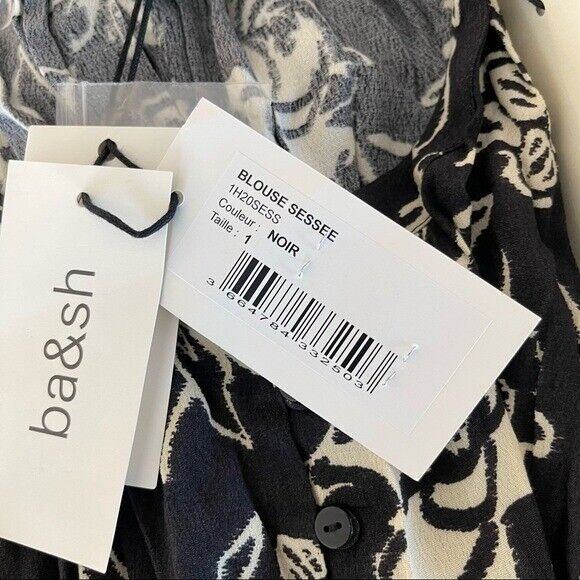 ba&sh
BLOUSE SESSEE
1H20SESS
Couleur : NOIR
Taille : 1
3 664784 332503